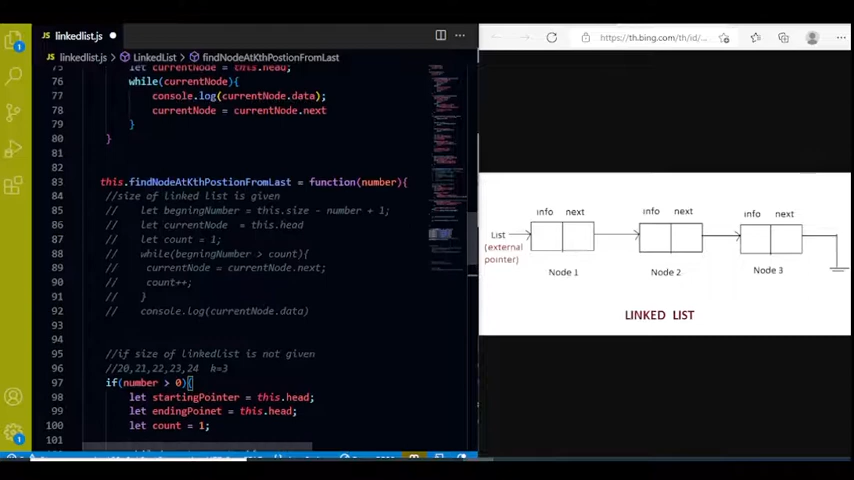 linkedlist.js
https://th.bing.com/th/id/...
linkedlist.js > LinkedList > findNodeAtKthPostionFromLast
75 let currentNode = this.head;
76 while(currentNode){
77 console.log(currentNode.data);
78 currentNode = currentNode.next
79 }
80 }
81
82
83 this.findNodeAtKthPostionFromLast = function(number){
84 //size of linked list is given
85 // let begningNumber = this.size - number + 1;
86 // let currentNode = this.head
87 // let count = 1;
88 // while(begningNumber > count){
89 // currentNode = currentNode.next;
90 // count++;
91 // }
92 // console.log(currentNode.data)
93
94
95 //if size of linkedlist is not given
96 //20,21,22,23,24 k=3
97 if(number > 0){
98 let startingPointer = this.head;
99 let endingPoinet = this.head;
100 let count = 1;
101
info next info next info next
List
(external
pointer)
Node 1 Node 2 Node 3
LINKED LIST